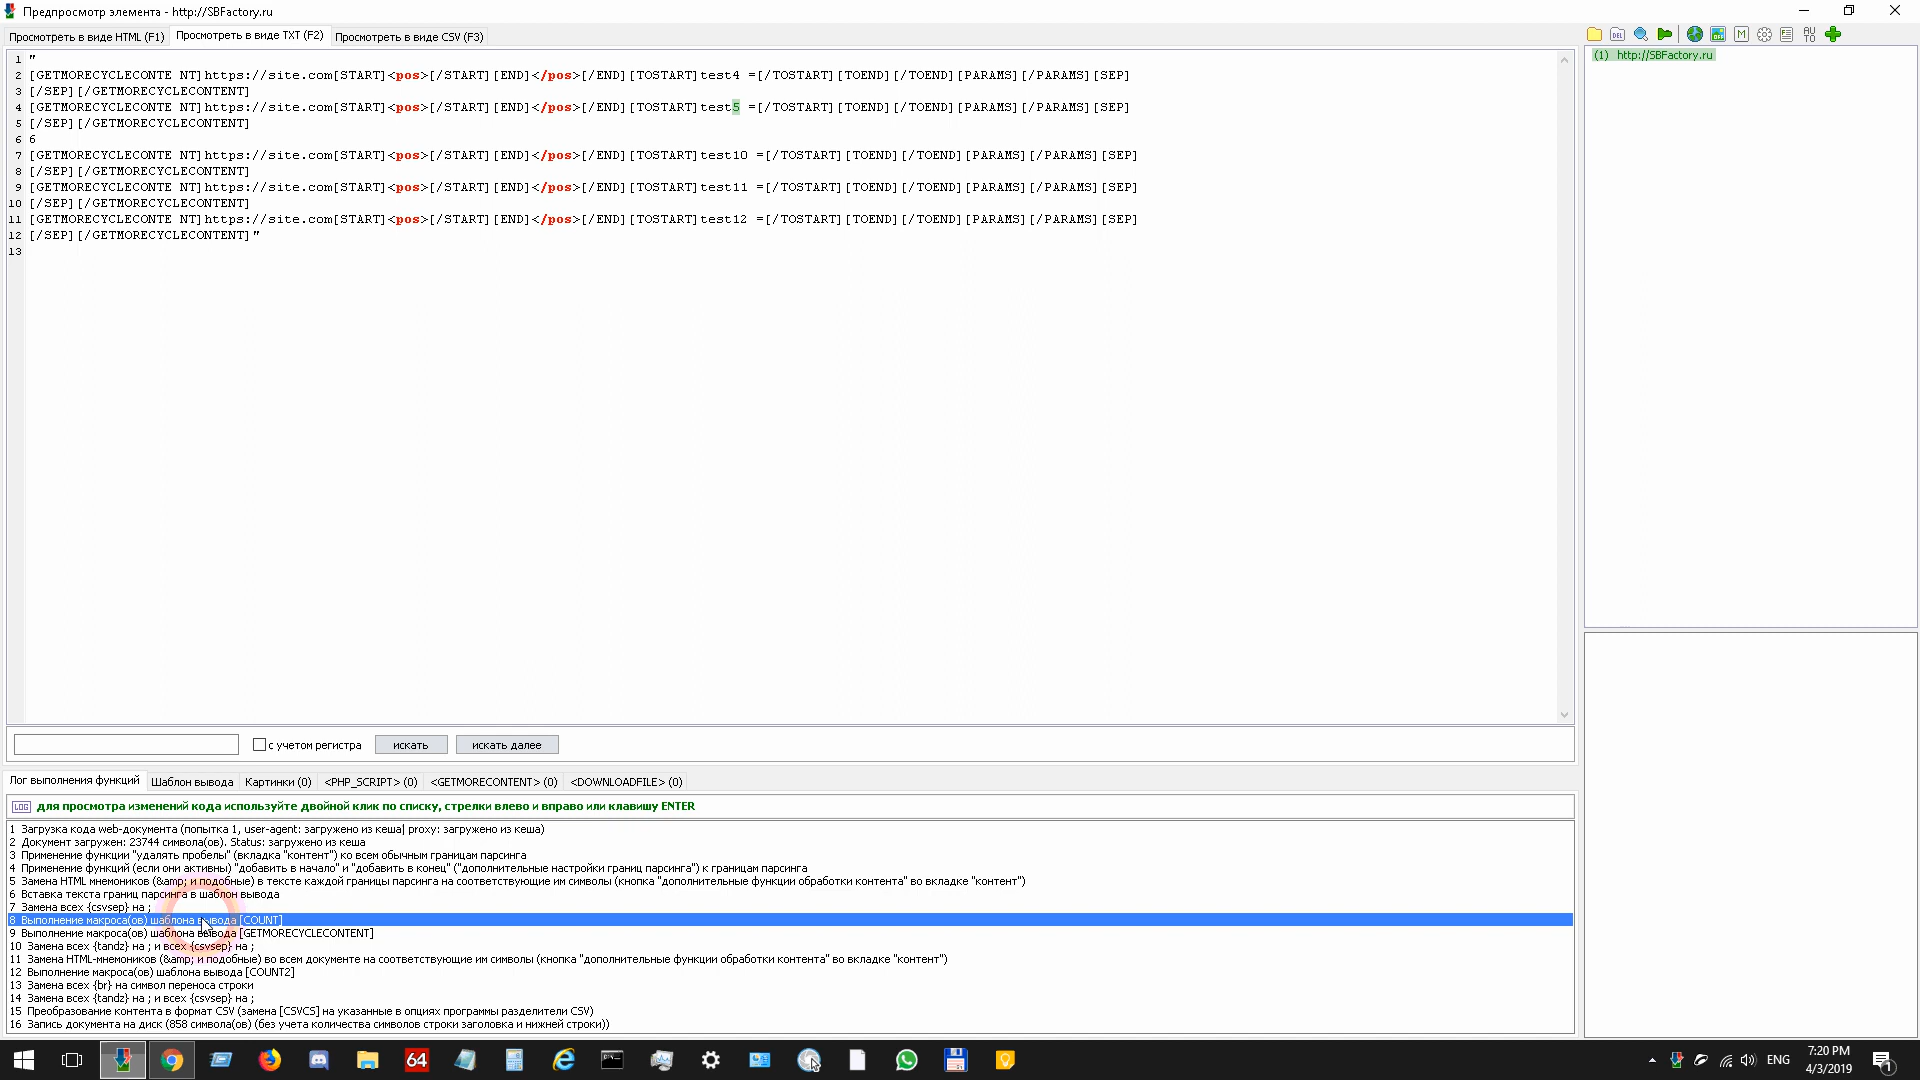 Предпросмотр элемента - http://SBFactory.ru
Просмотреть в виде HTML (F1) Просмотреть в виде TXT (F2) Просмотреть в виде CSV (F3)
(1) http://SBFactory.ru
1 "
2 [GETMORECYCLECONTE NT]https://site.com[START]<pos>[/START][END]</pos>[/END][TOSTART]test4 =[/TOSTART][TOEND][/TOEND][PARAMS][/PARAMS][SEP]
3 [/SEP][/GETMORECYCLECONTENT]
4 [GETMORECYCLECONTE NT]https://site.com[START]<pos>[/START][END]</pos>[/END][TOSTART]test5 =[/TOSTART][TOEND][/TOEND][PARAMS][/PARAMS][SEP]
5 [/SEP][/GETMORECYCLECONTENT]
6 6
7 [GETMORECYCLECONTE NT]https://site.com[START]<pos>[/START][END]</pos>[/END][TOSTART]test10 =[/TOSTART][TOEND][/TOEND][PARAMS][/PARAMS][SEP]
8 [/SEP][/GETMORECYCLECONTENT]
9 [GETMORECYCLECONTE NT]https://site.com[START]<pos>[/START][END]</pos>[/END][TOSTART]test11 =[/TOSTART][TOEND][/TOEND][PARAMS][/PARAMS][SEP]
10 [/SEP][/GETMORECYCLECONTENT]
11 [GETMORECYCLECONTE NT]https://site.com[START]<pos>[/START][END]</pos>[/END][TOSTART]test12 =[/TOSTART][TOEND][/TOEND][PARAMS][/PARAMS][SEP]
12 [/SEP][/GETMORECYCLECONTENT]"
13
с учетом регистра искать искать далее
Лог выполнения функций Шаблон вывода Картинки (0) <PHP_SCRIPT> (0) <GETMORECONTENT> (0) <DOWNLOADFILE> (0)
LOG для просмотра изменений кода используйте двойной клик по списку, стрелки влево и вправо или клавишу ENTER
1 Загрузка кода web-документа (попытка 1, user-agent: загружено из кеша| proxy: загружено из кеша)
2 Документ загружен: 23744 символа(ов). Status: загружено из кеша
3 Применение функции "удалять пробелы" (вкладка "контент") ко всем обычным границам парсинга
4 Применение функций (если они активны) "добавить в начало" и "добавить в конец" ("дополнительные настройки границ парсинга") к границам парсинга
5 Замена HTML мнемоников (&amp; и подобные) в тексте каждой границы парсинга на соответствующие им символы (кнопка "дополнительные функции обработки контента" во вкладке "контент")
6 Вставка текста границ парсинга в шаблон вывода
7 Замена всех {csvsep} на ;
8 Выполнение макроса(ов) шаблона вывода [COUNT]
9 Выполнение макроса(ов) шаблона вывода [GETMORECYCLECONTENT]
10 Замена всех {tandz} на ; и всех {csvsep} на ;
11 Замена HTML-мнемоников (&amp; и подобные) во всем документе на соответствующие им символы (кнопка "дополнительные функции обработки контента" во вкладке "контент")
12 Выполнение макроса(ов) шаблона вывода [COUNT2]
13 Замена всех {br} на символ переноса строки
14 Замена всех {tandz} на ; и всех {csvsep} на ;
15 Преобразование контента в формат CSV (замена [CSVCS] на указанные в опциях программы разделители CSV)
16 Запись документа на диск (858 символа(ов) (без учета количества символов строки заголовка и нижней строки))
64
ENG
7:20 PM
4/3/2019
1